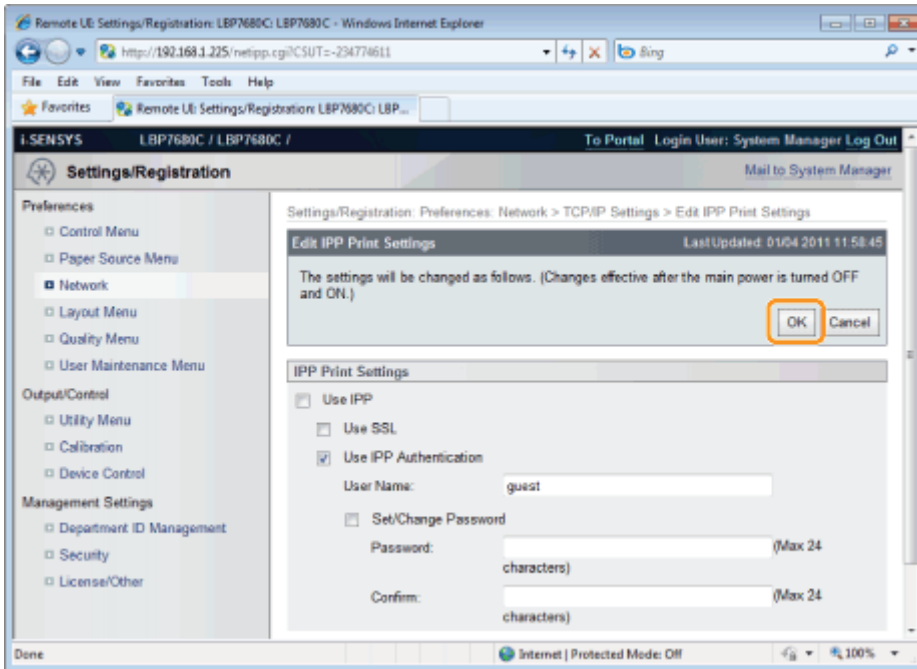 Remote UI: Settings/Registration: LBP7680C: LBP7680C - Windows Internet Explorer
http://192.168.1.225/netipp.cgi?CSUT=-234774611
Bing
File Edit View Favorites Tools Help
Favorites
Remote UI: Settings/Registration: LBP7680C: LBP...
i-SENSYS LBP7680C / LBP7680C / To Portal Login User: System Manager Log Out
Settings/Registration Mail to System Manager
Preferences
Control Menu
Paper Source Menu
Network
Layout Menu
Quality Menu
User Maintenance Menu
Output/Control
Utility Menu
Calibration
Device Control
Management Settings
Department ID Management
Security
License/Other
Settings/Registration: Preferences: Network > TCP/IP Settings > Edit IPP Print Settings
Edit IPP Print Settings Last Updated: 01/04 2011 11:58:45
The settings will be changed as follows. (Changes effective after the main power is turned OFF
and ON.)
OK Cancel
IPP Print Settings
Use IPP
Use SSL
Use IPP Authentication
User Name: guest
Set/Change Password
Password: (Max 24
characters)
Confirm: (Max 24
characters)
Done Internet | Protected Mode: Off 100%